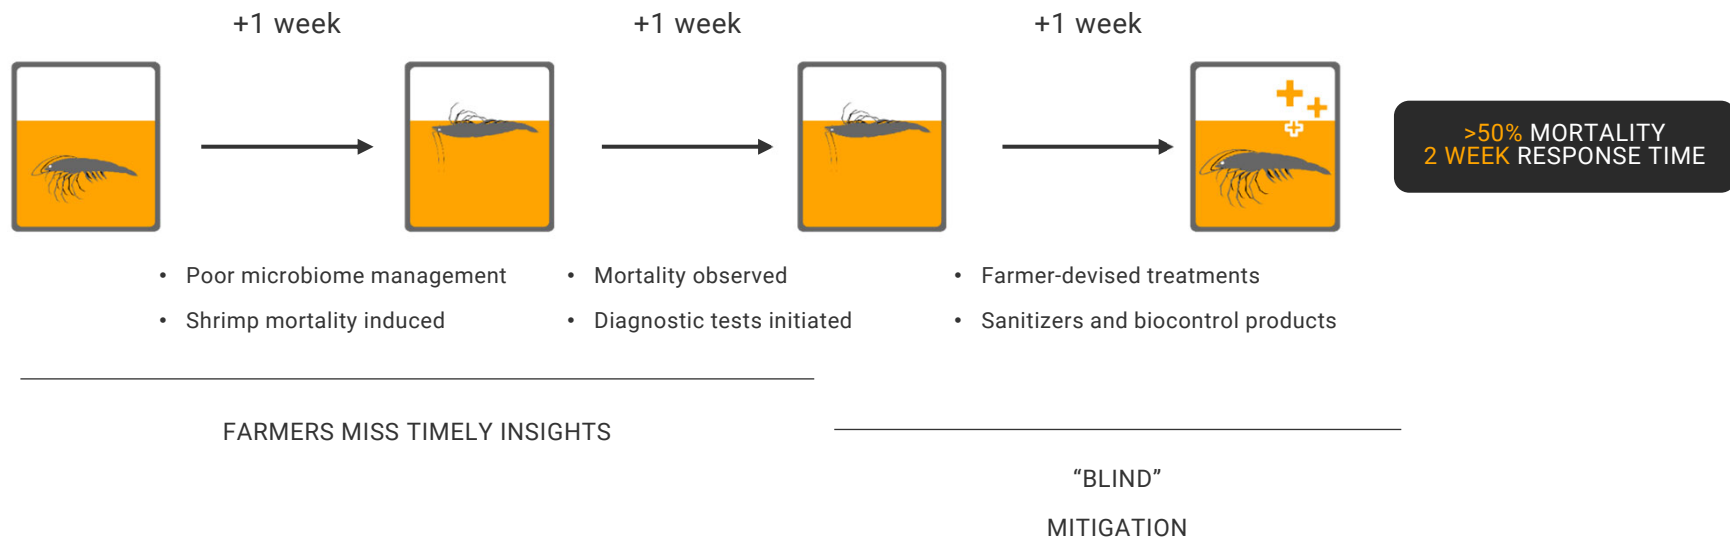 +1 week
+1 week
+1 week
>50% MORTALITY
2 WEEK RESPONSE TIME
• Poor microbiome management
• Shrimp mortality induced
• Mortality observed
• Diagnostic tests initiated
• Farmer-devised treatments
• Sanitizers and biocontrol products
FARMERS MISS TIMELY INSIGHTS
“BLIND”
MITIGATION